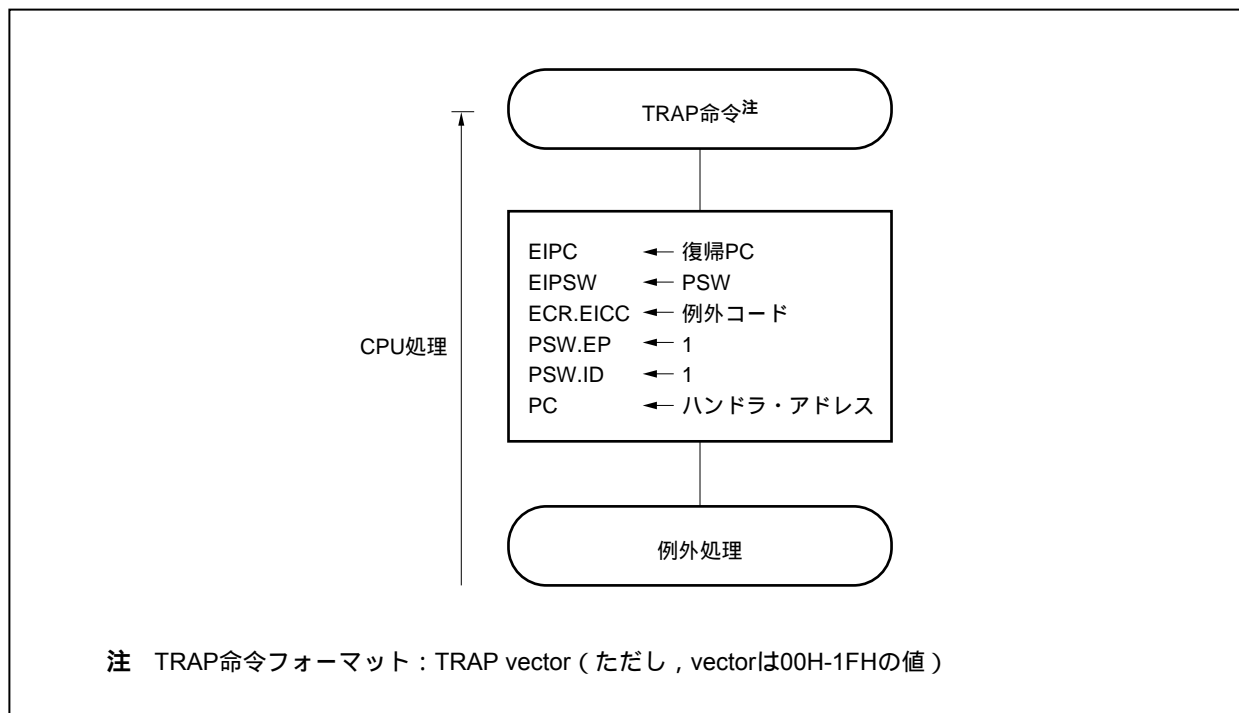 TRAP命令注
EIPC ← 復帰PC
EIPSW ← PSW
ECR.EICC ← 例外コード
PSW.EP ← 1
PSW.ID ← 1
PC ← ハンドラ・アドレス
CPU処理
例外処理
注 TRAP命令フォーマット：TRAP vector（ただし，vectorは00H-1FHの値）